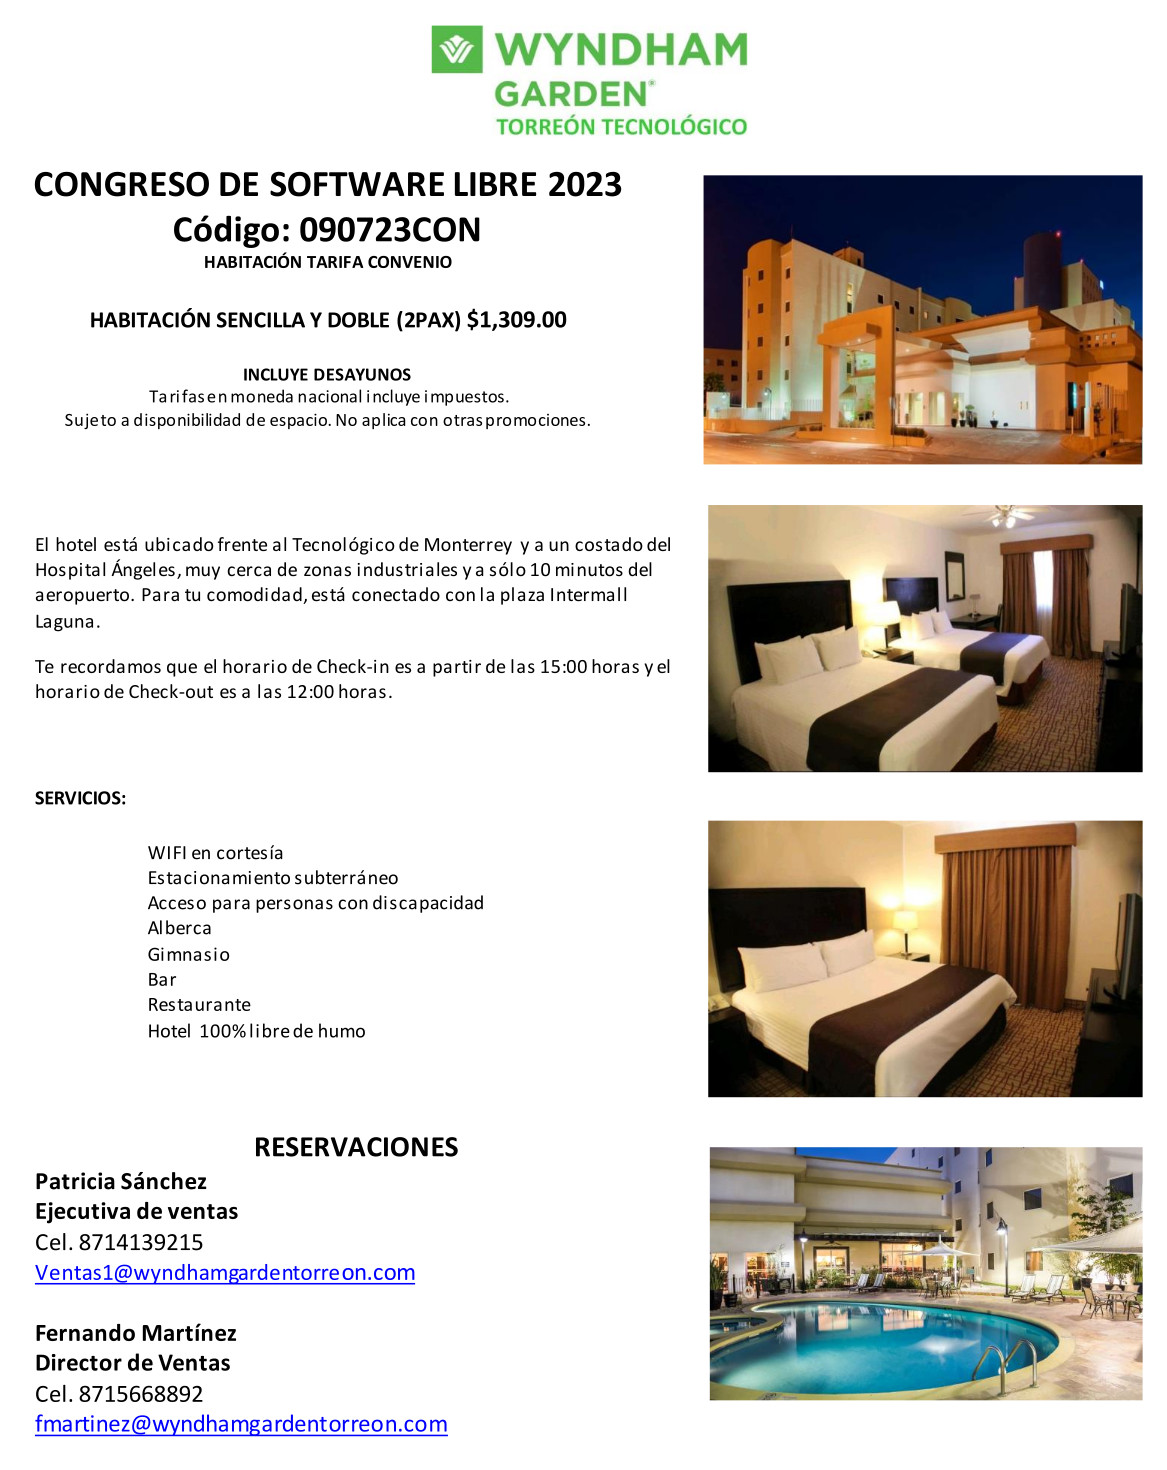 WYNDHAM
GARDEN®
TORREÓN TECNOLÓGICO
CONGRESO DE SOFTWARE LIBRE 2023
Código: 090723CON
HABITACIÓN TARIFA CONVENIO
HABITACIÓN SENCILLA Y DOBLE (2PAX) $1,309.00
INCLUYE DESAYUNOS
Tarifas en moneda nacional incluye impuestos.
Sujeto a disponibilidad de espacio. No aplica con otras promociones.
El hotel está ubicado frente al Tecnológico de Monterrey y a un costado del
Hospital Ángeles, muy cerca de zonas industriales y a sólo 10 minutos del
aeropuerto. Para tu comodidad, está conectado con la plaza Intermall
Laguna.
Te recordamos que el horario de Check-in es a partir de las 15:00 horas y el
horario de Check-out es a las 12:00 horas.
SERVICIOS:
WIFI en cortesía
Estacionamiento subterráneo
Acceso para personas con discapacidad
Alberca
Gimnasio
Bar
Restaurante
Hotel 100% libre de humo
RESERVACIONES
Patricia Sánchez
Ejecutiva de ventas
Cel. 8714139215
Ventas1@wyndhamgardentorreon.com
Fernando Martínez
Director de Ventas
Cel. 8715668892
fmartinez@wyndhamgardentorreon.com